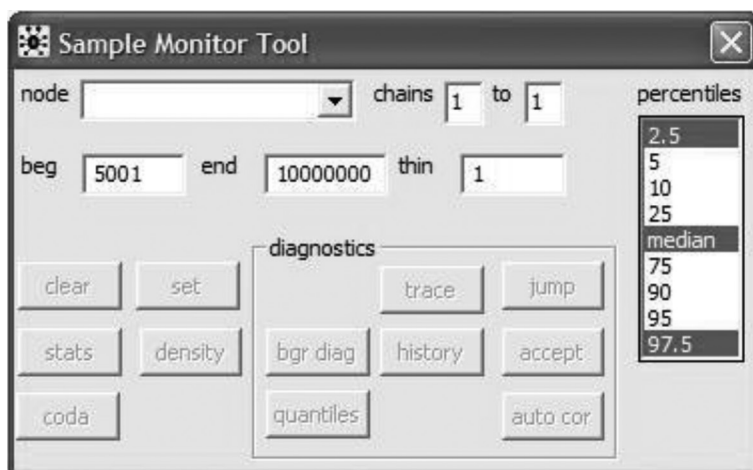 Sample Monitor Tool
node chains 1 to 1 percentiles
beg 5001 end 10000000 thin 1
2.5
5
10
25
median
75
90
95
97.5
diagnostics
clear set trace jump
stats density bgr diag history accept
coda quantiles auto cor